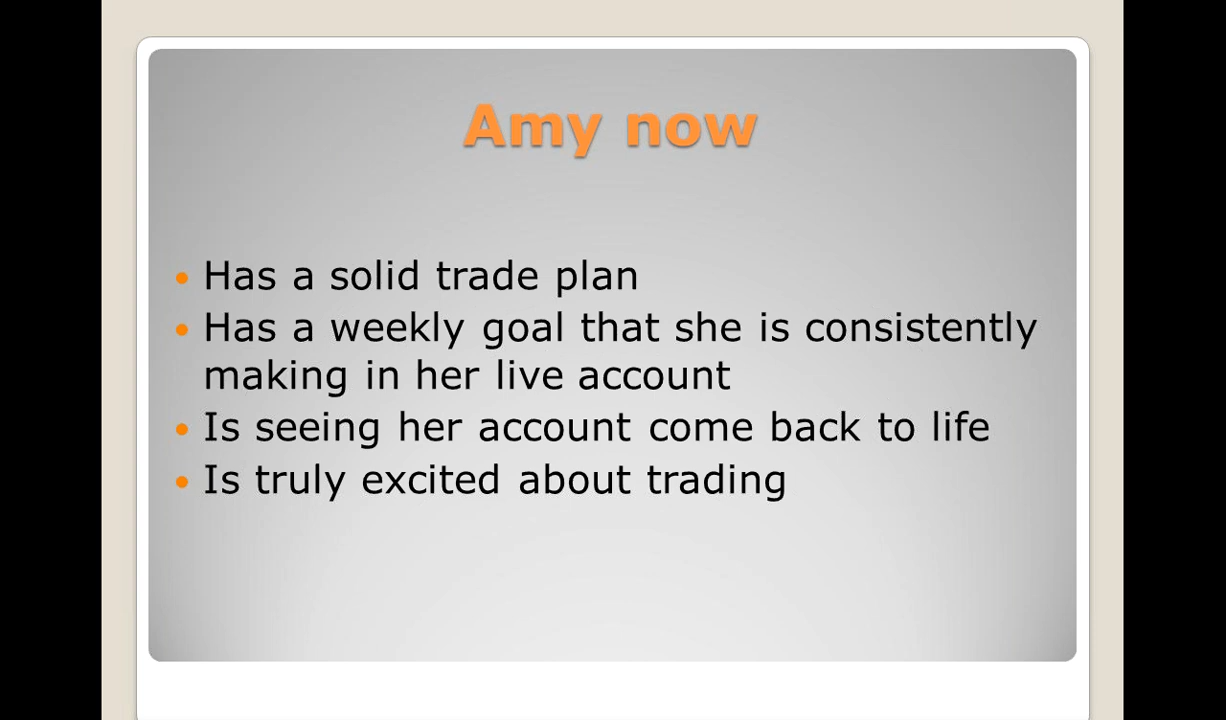 Amy now
Has a solid trade plan
Has a weekly goal that she is consistently
making in her live account
Is seeing her account come back to life
Is truly excited about trading